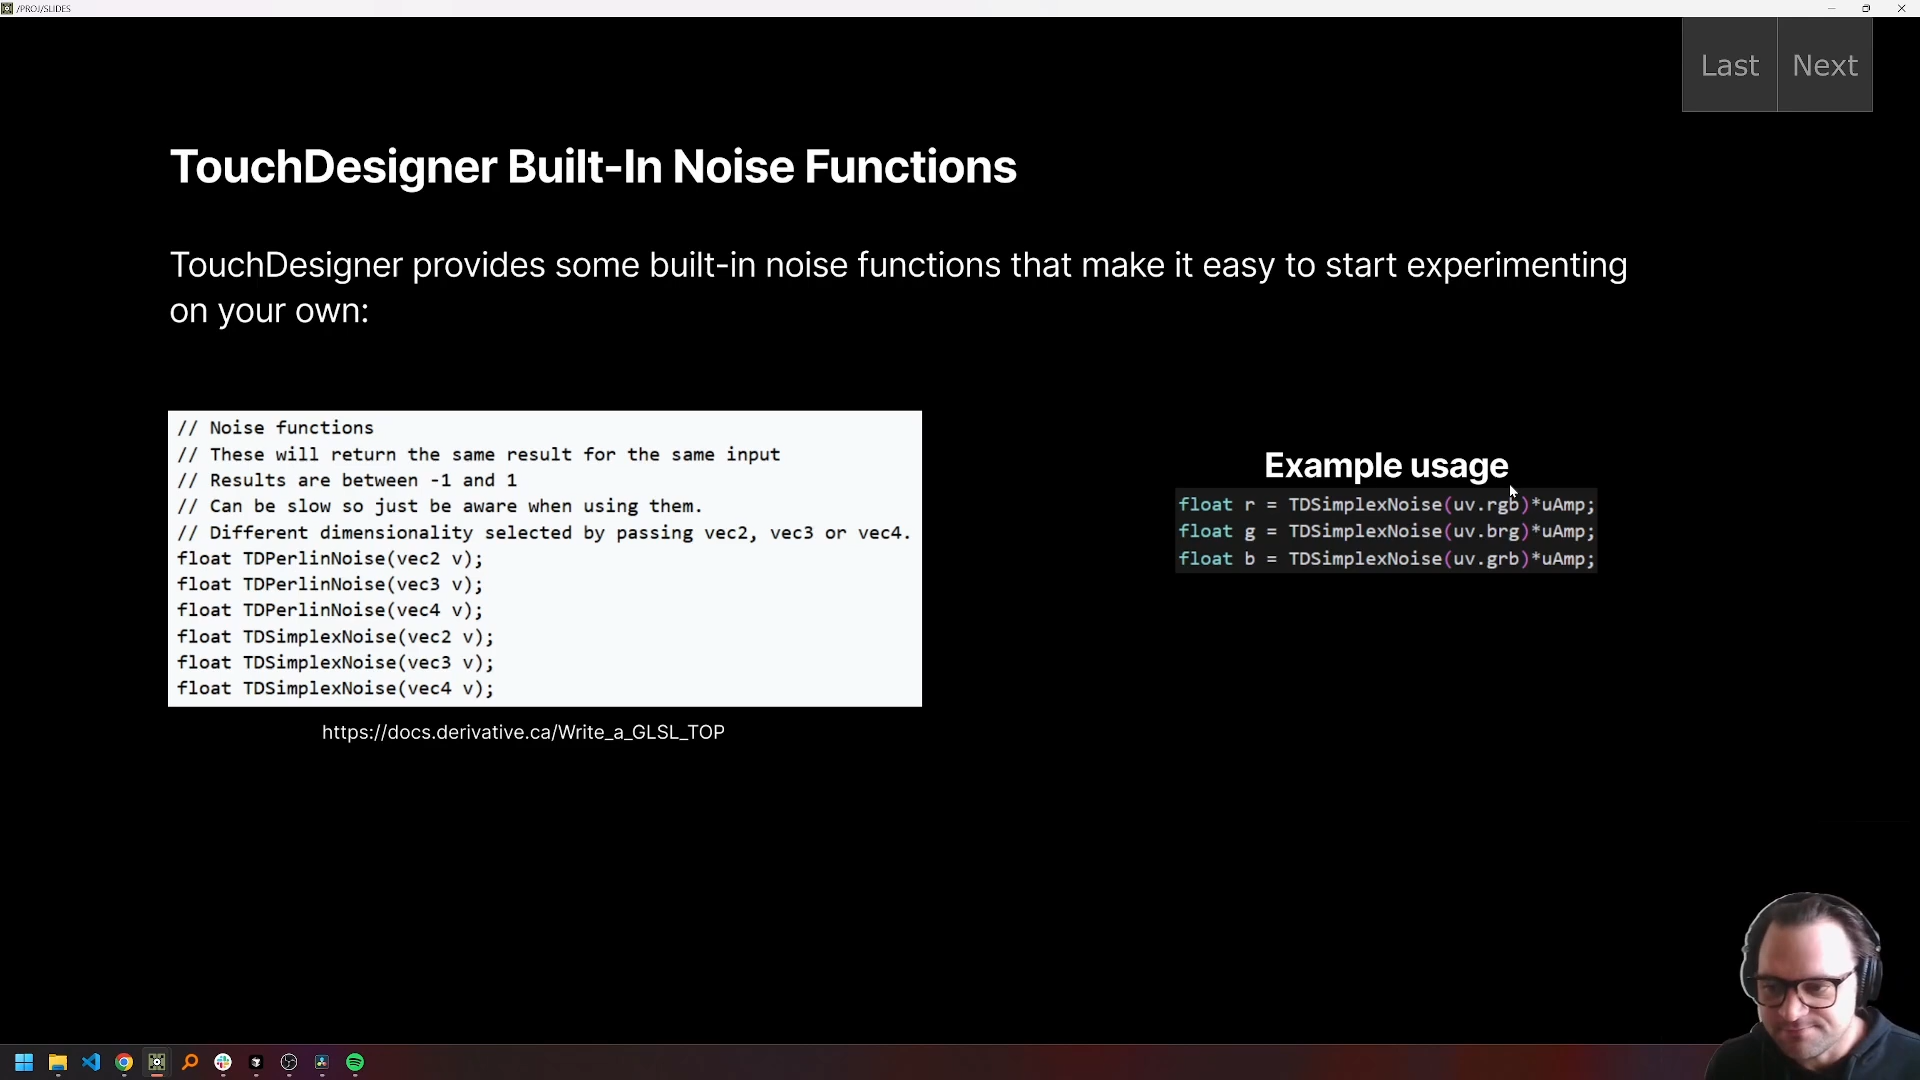 /PROJ/SLIDES
Last
Next
TouchDesigner Built-In Noise Functions
TouchDesigner provides some built-in noise functions that make it easy to start experimenting
on your own:
// Noise functions
// These will return the same result for the same input
// Results are between -1 and 1
// Can be slow so just be aware when using them.
// Different dimensionality selected by passing vec2, vec3 or vec4.
float TDPerlinNoise(vec2 v);
float TDPerlinNoise(vec3 v);
float TDPerlinNoise(vec4 v);
float TDSimplexNoise(vec2 v);
float TDSimplexNoise(vec3 v);
float TDSimplexNoise(vec4 v);
https://docs.derivative.ca/Write_a_GLSL_TOP
Example usage
float r = TDSimplexNoise(uv.rgb)*uAmp;
float g = TDSimplexNoise(uv.brg)*uAmp;
float b = TDSimplexNoise(uv.grb)*uAmp;